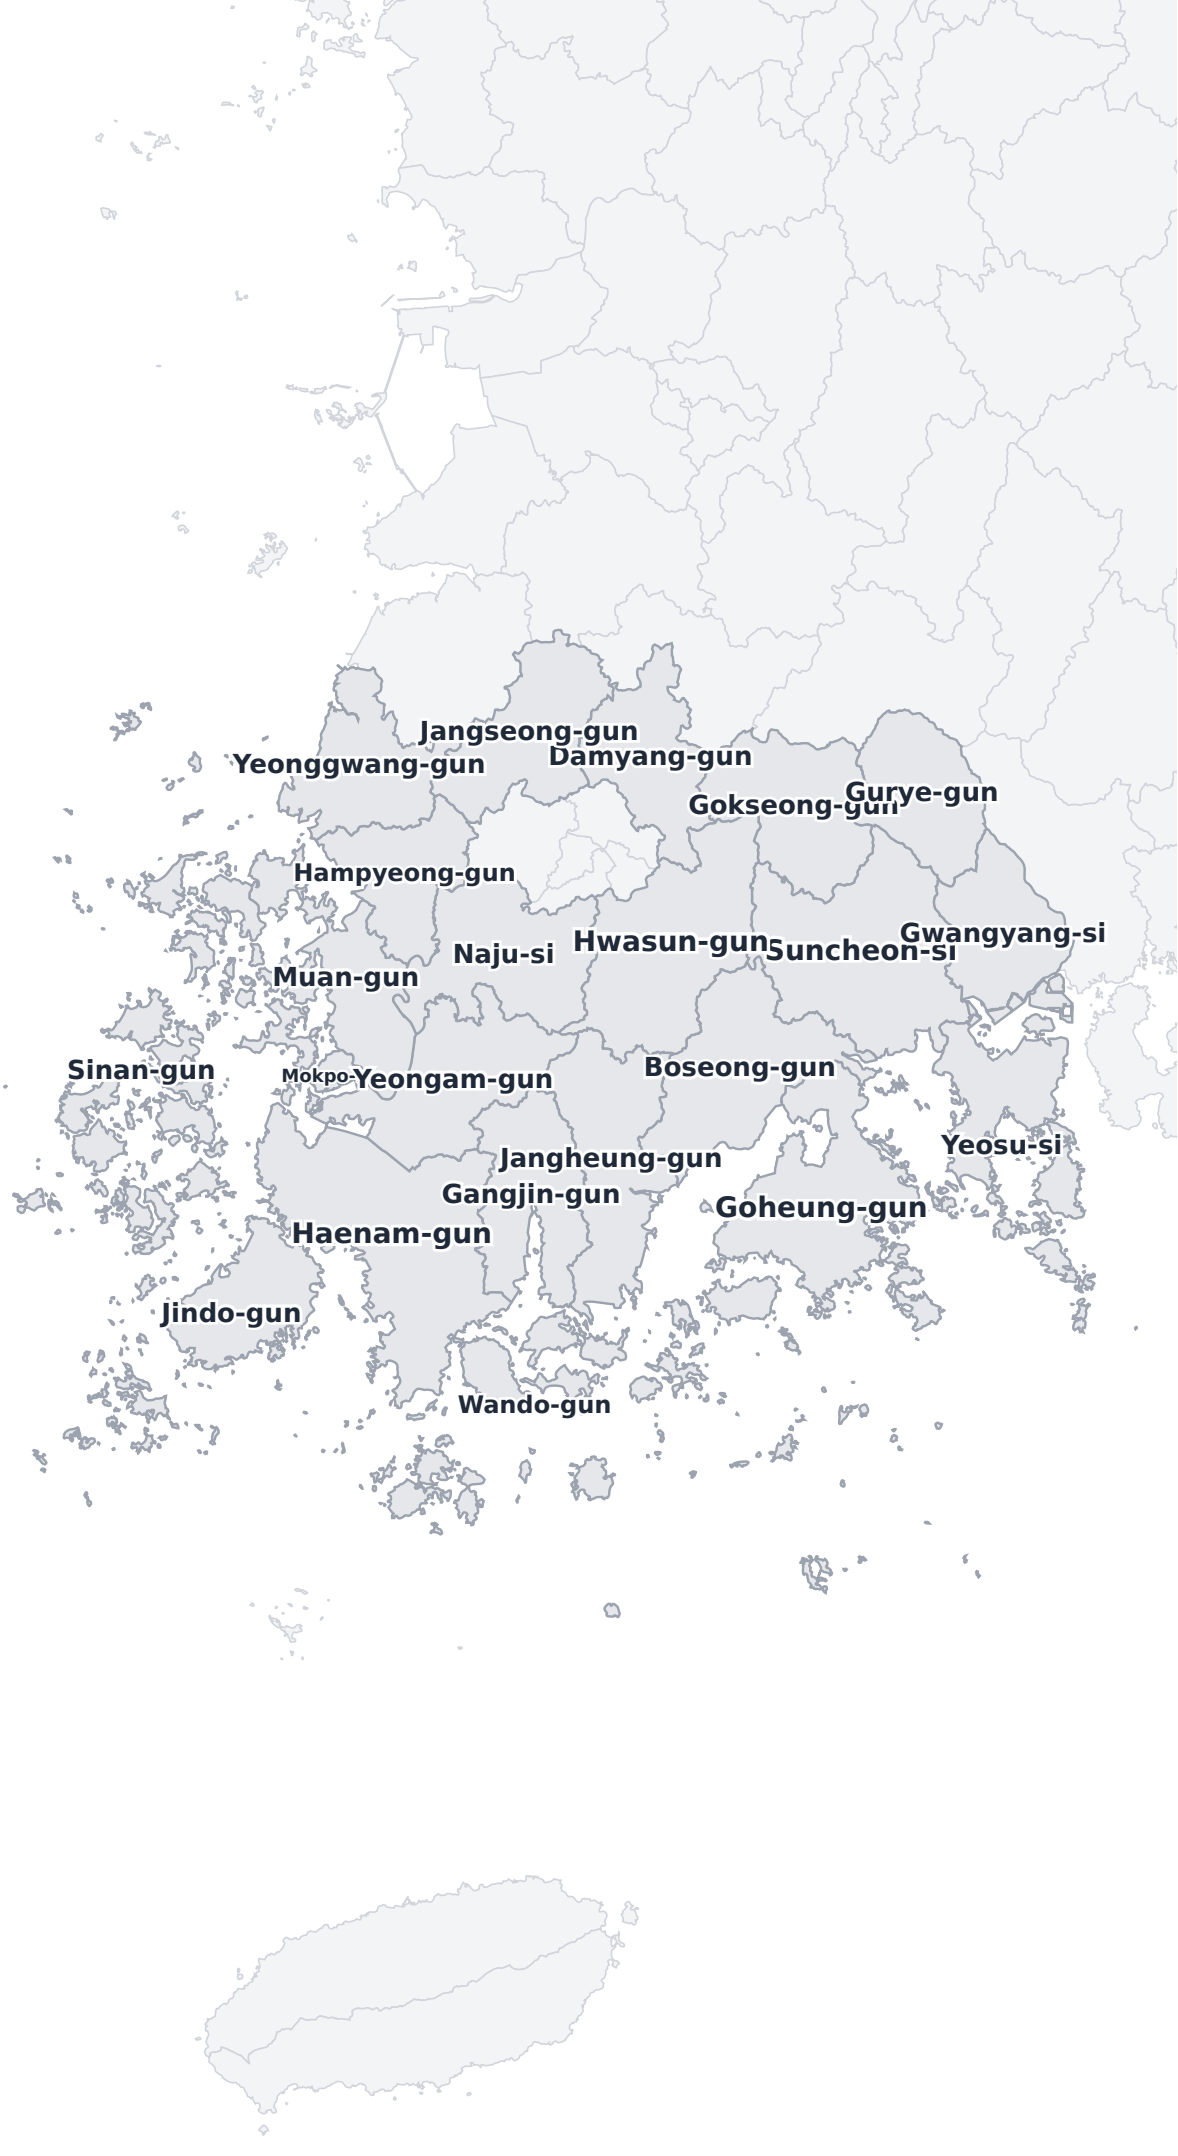 Jangseong-gun
Damyang-gun
Yeonggwang-gun
Gurye-gun
Gokseong-gun
Hampyeong-gun
Gwangyang-si
Hwasun-gun
Suncheon-si
Naju-si
Muan-gun
Boseong-gun
Sinan-gun
Mokpo-
Yeongam-gun
Yeosu-si
Jangheung-gun
Gangjin-gun
Goheung-gun
Haenam-gun
Jindo-gun
Wando-gun